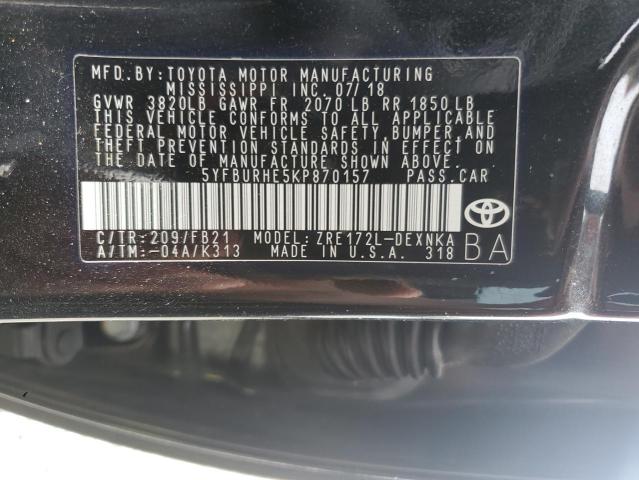 MFD. BY: TOYOTA MOTOR MANUFACTURING
MISSISSIPPI INC. 07/18
GVWR 3820LB GAWR FR 2070 LB RR 1850 LB
THIS VEHICLE CONFORMS TO ALL APPLICABLE
FEDERAL MOTOR VEHICLE SAFETY, BUMPER, AND
THEFT PREVENTION STANDARDS IN EFFECT ON
THE DATE OF MANUFACTURE SHOWN ABOVE.
5YFBURHE5KP870157 PASS.CAR
C/TR: 209/FB21 MODEL: ZRE172L-DEXNKA
A/TM: -04A/K313 MADE IN U.S.A. 318 BA